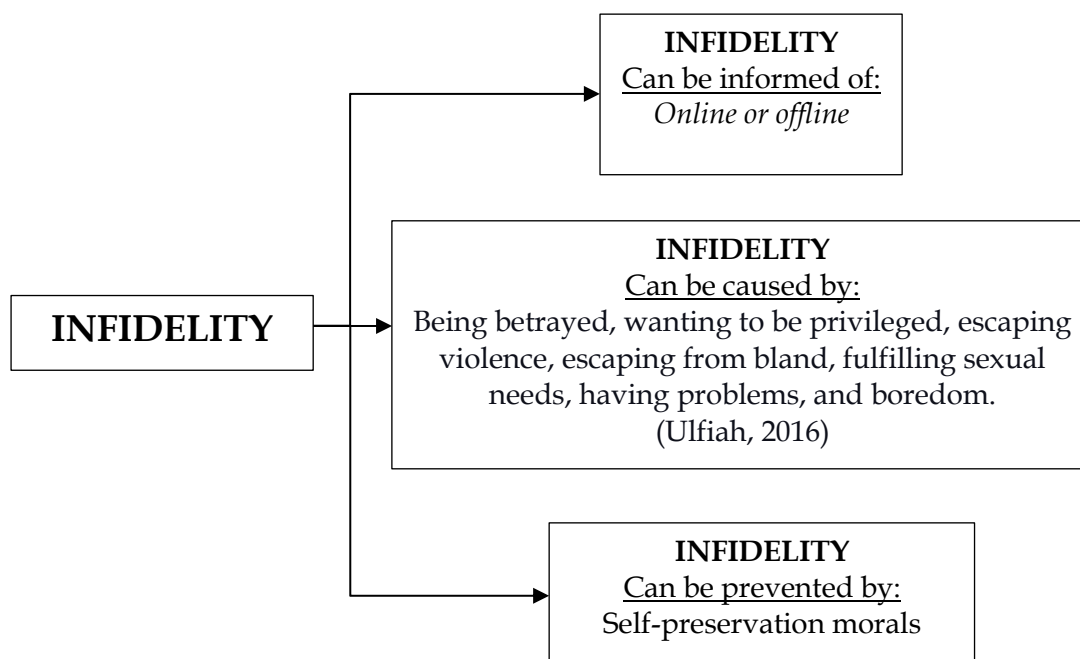 INFIDELITY
Can be informed of:
Online or offline
INFIDELITY
INFIDELITY
Can be caused by:
Being betrayed, wanting to be privileged, escaping
violence, escaping from bland, fulfilling sexual
needs, having problems, and boredom.
(Ulfiah, 2016)
INFIDELITY
Can be prevented by:
Self-preservation morals